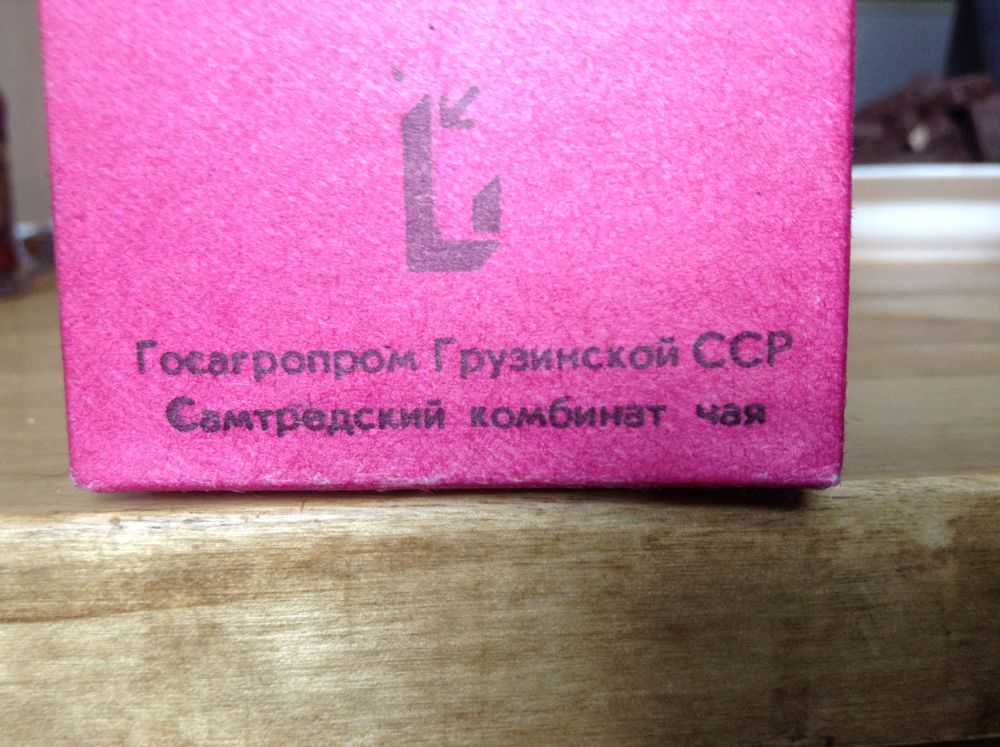 Госагропром Грузинской ССР
Самтредский комбинат чая